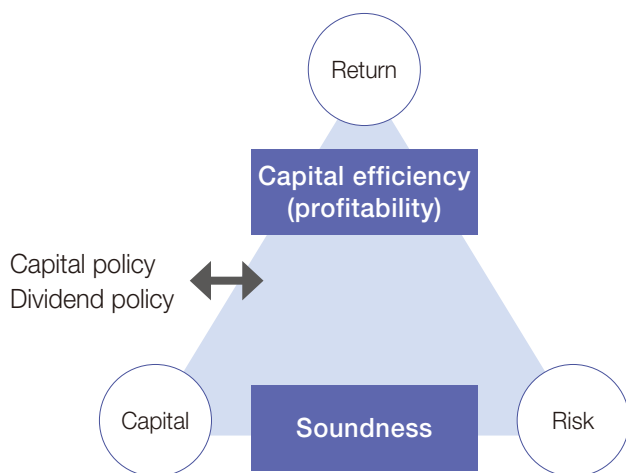 Return
Capital efficiency
(profitability)
Capital policy
Dividend policy
Capital
Soundness
Risk